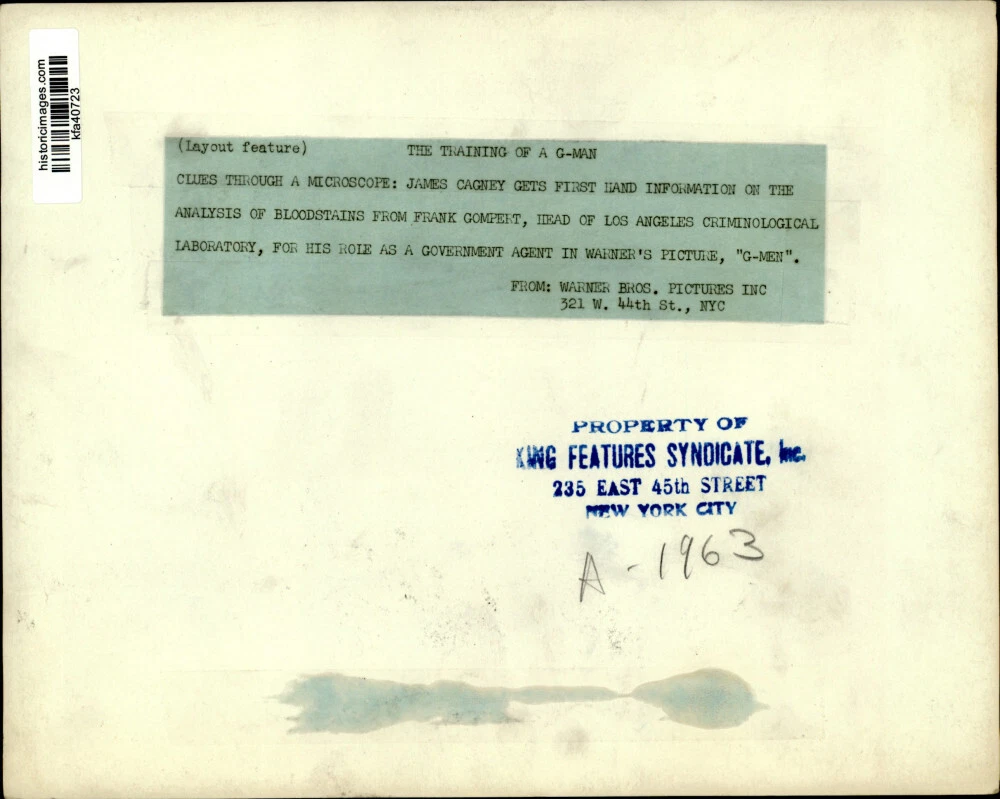 historicimages.com
kfa40723
(Layout feature) THE TRAINING OF A G-MAN
CLUES THROUGH A MICROSCOPE: JAMES CAGNEY GETS FIRST HAND INFORMATION ON THE
ANALYSIS OF BLOODSTAINS FROM FRANK GOMPERT, HEAD OF LOS ANGELES CRIMINOLOGICAL
LABORATORY, FOR HIS ROLE AS A GOVERNMENT AGENT IN WARNER'S PICTURE, "G-MEN".
FROM: WARNER BROS. PICTURES INC
321 W. 44th St., NYC
PROPERTY OF
KING FEATURES SYNDICATE, Inc.
235 EAST 45th STREET
NEW YORK CITY
A-1963